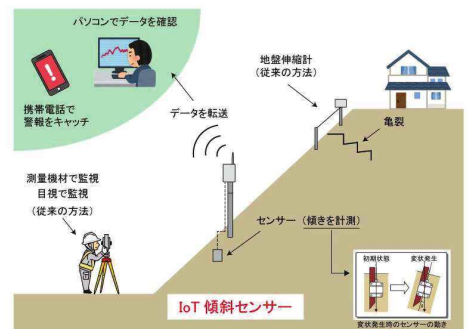 パソコンでデータを確認
携帯電話で
警報をキャッチ
データを転送
地盤伸縮計
（従来の方法）
亀裂
測量機材で監視
目視で監視
（従来の方法）
センサー（傾きを計測）
IoT 傾斜センサー
初期状態
変状発生
変状発生時のセンサーの動き